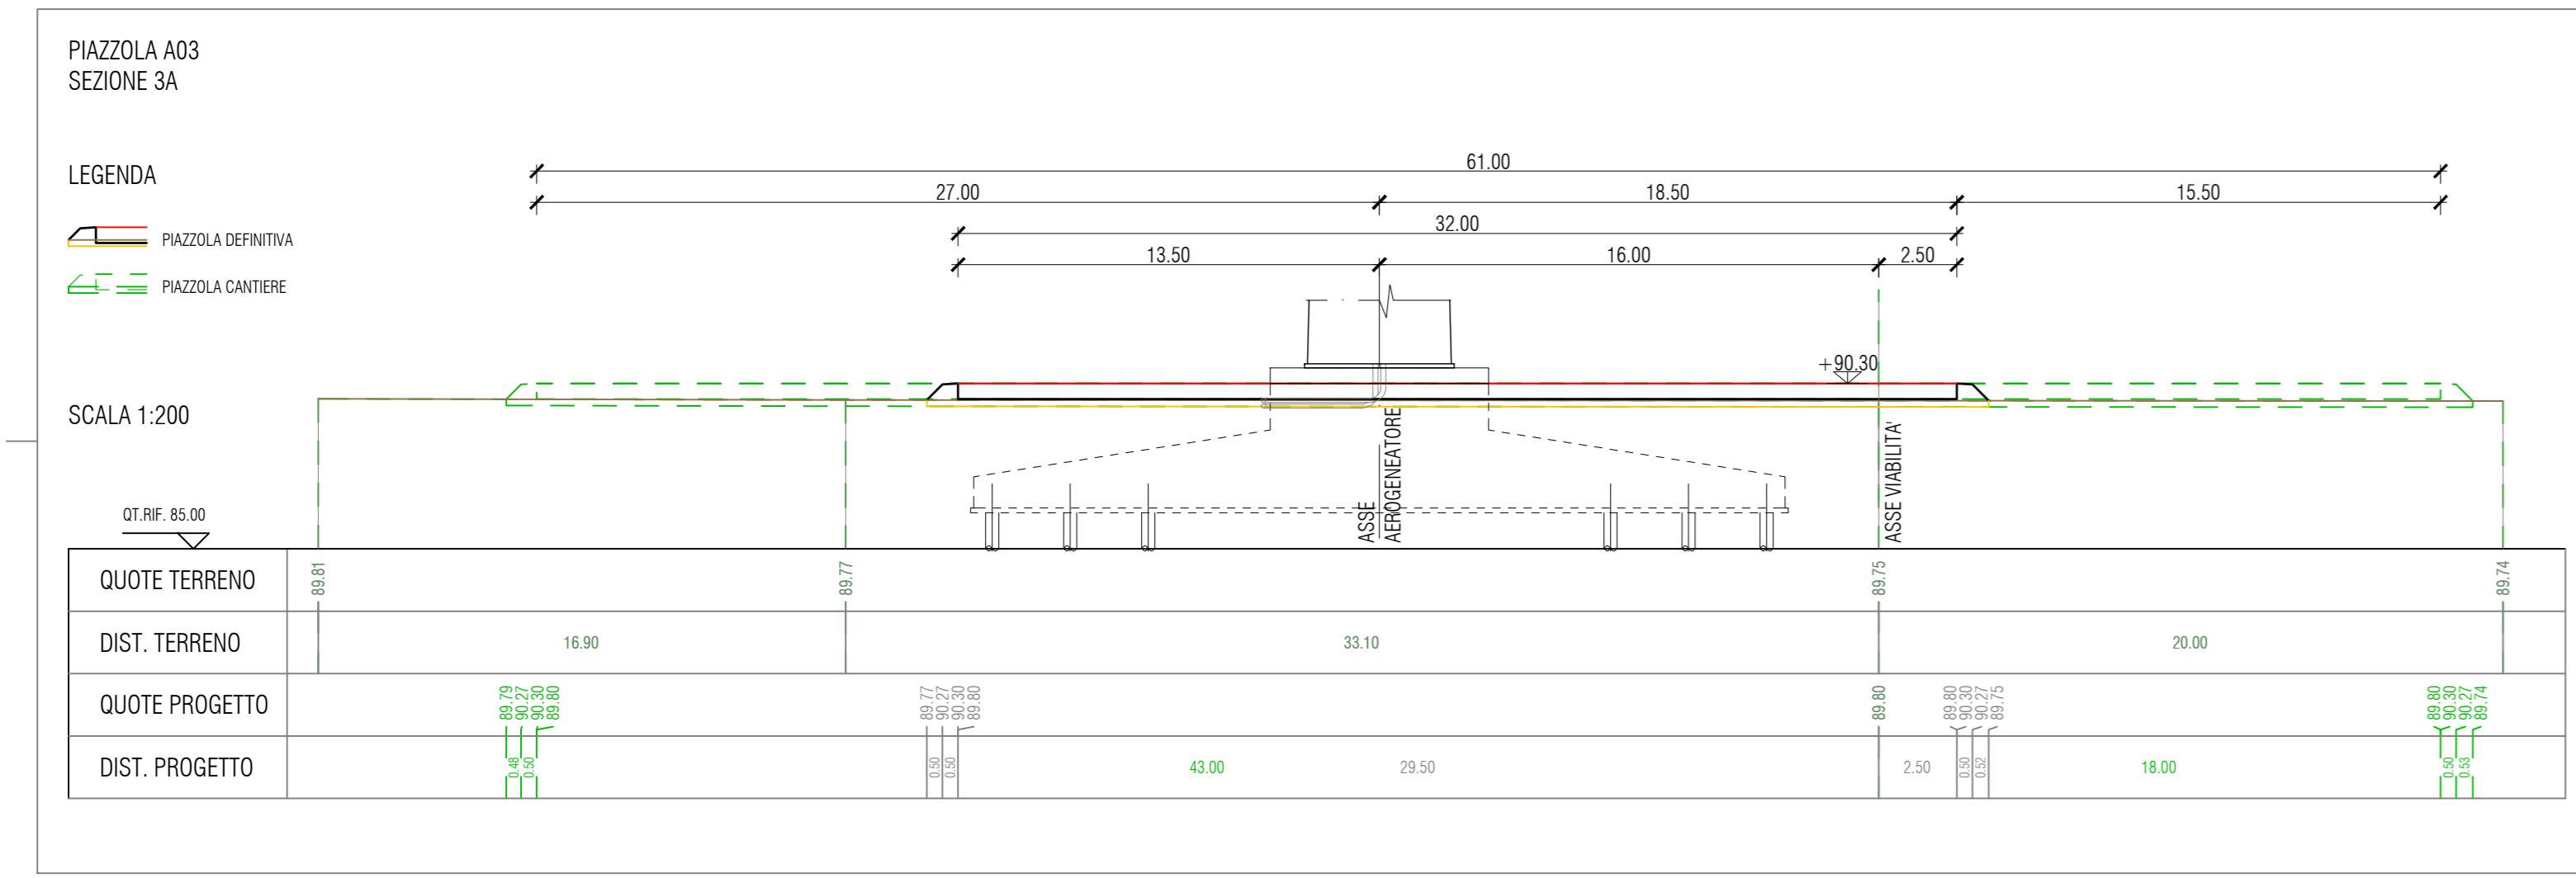 PIAZZOLA A03
SEZIONE 3A
LEGENDA
PIAZZOLA DEFINITIVA
PIAZZOLA CANTIERE
SCALA 1:200
61.00
27.00 18.50 15.50
32.00
13.50 16.00 2.50
+90.30
ASSE
AEROGENEATORE
ASSE VIABILITA'
QT.RIF. 85.00
QUOTE TERRENO 89.81 89.77 89.75 89.74
DIST. TERRENO 16.90 33.10 20.00
QUOTE PROGETTO 89.79 90.27 90.30 89.80 89.77 90.27 90.30 89.80 89.80 89.80 90.30 90.27 89.75 89.80 90.30 90.27 89.74
DIST. PROGETTO 0.48 0.50 0.50 0.50 43.00 29.50 2.50 0.50 0.52 18.00 0.50 0.53